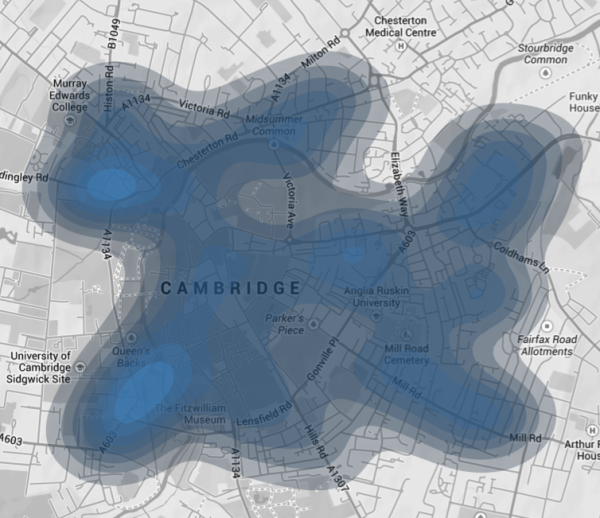 Chesterton
Medical Centre
B1049
Milton Rd
Stourbridge
Common
Murray
Edwards
College
Histon Rd
A1134
A1134
Victoria Rd
Funky
House
Midsummer
Common
Chesterton Rd
dingley Rd
Elizabeth Way
Victoria Ave
A1134
A603
Coldhams Ln
CAMBRIDGE
Anglia Ruskin
University
Parker's
Piece
Fairfax Road
Allotments
Queen's
Backs
Mill Road
Cemetery
University of
Cambridge
Sidgwick Site
Gonville Pl
Mill Rd
The Fitzwilliam
Museum
Lensfield Rd
A603
A603
Hills Rd
Mill Rd
Arthur R
Hous
A1134
A1307